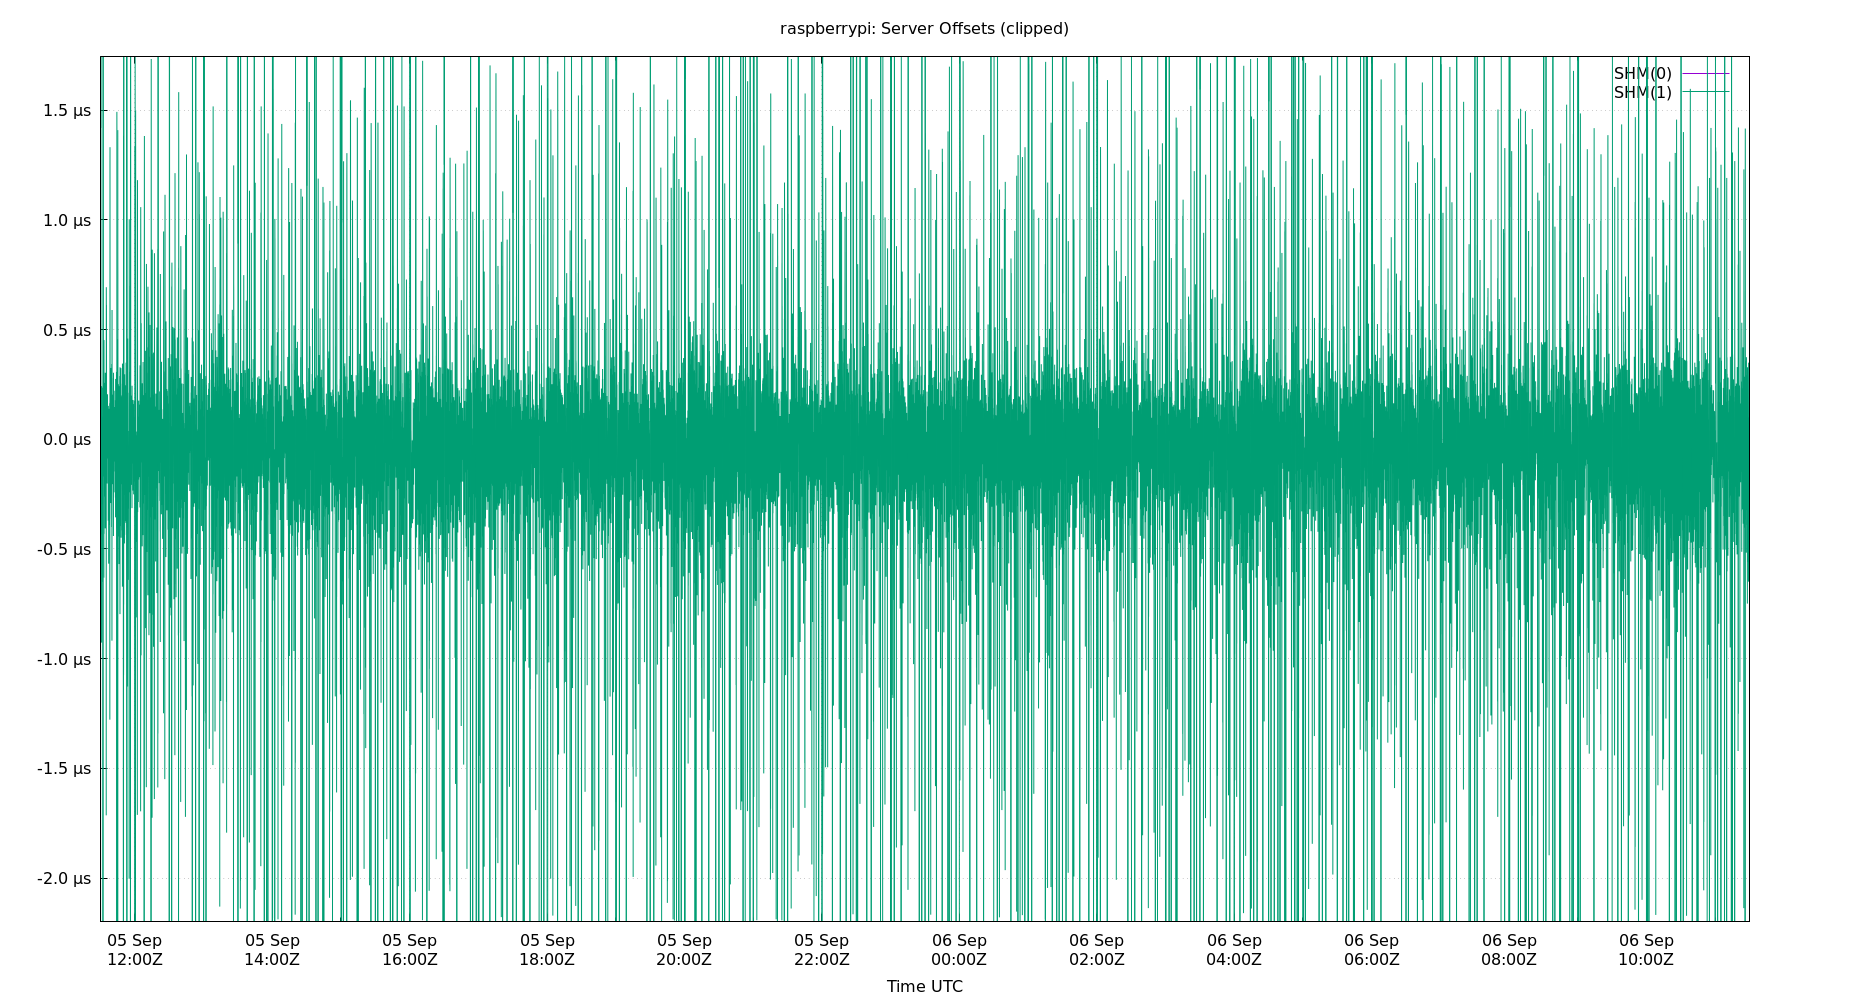 raspberrypi: Server Offsets (clipped)
SHM(0)
SHM(1)
1.5 µs
1.0 µs
0.5 µs
0.0 µs
-0.5 µs
-1.0 µs
-1.5 µs
-2.0 µs
05 Sep 05 Sep 05 Sep 05 Sep 05 Sep 05 Sep 06 Sep 06 Sep 06 Sep 06 Sep 06 Sep 06 Sep
12:00Z 14:00Z 16:00Z 18:00Z 20:00Z 22:00Z 00:00Z 02:00Z 04:00Z 06:00Z 08:00Z 10:00Z
Time UTC